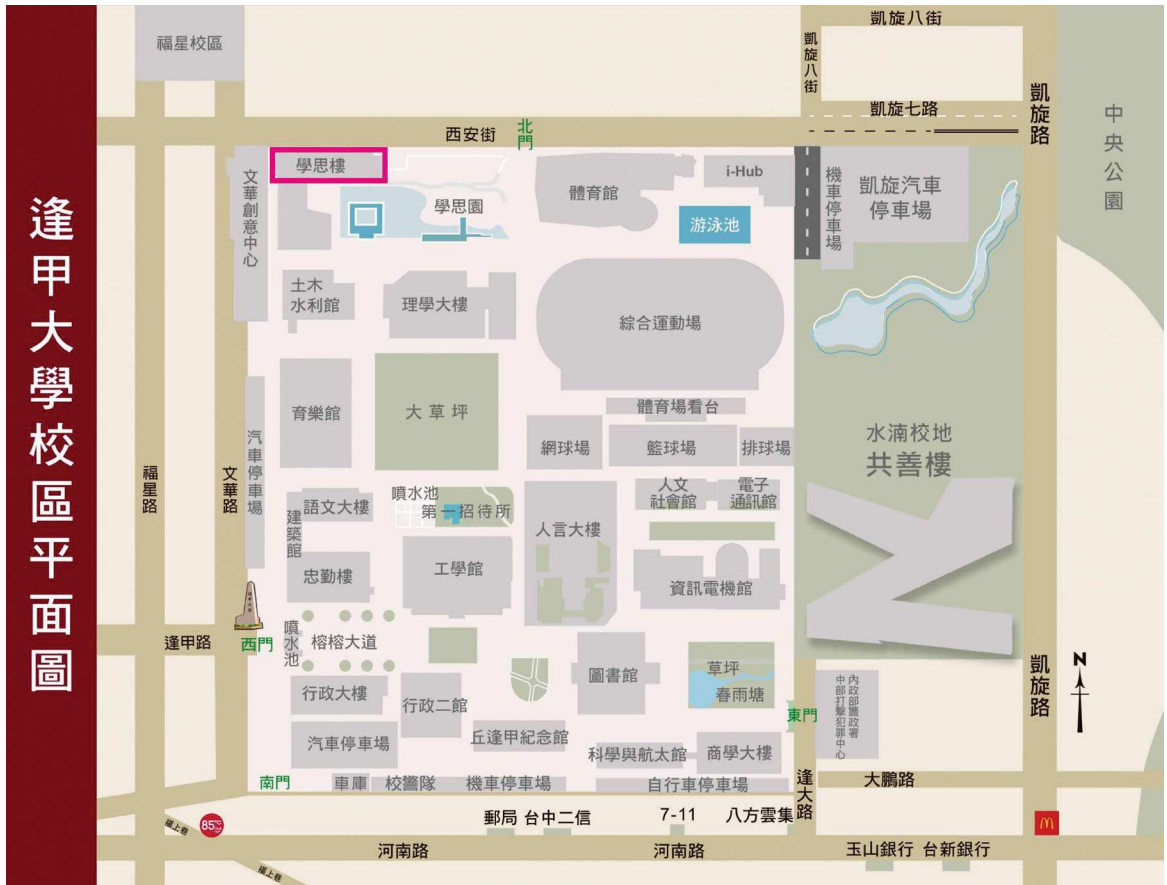 逢甲大學校區平面圖
福星校區
凱旋八街
凱旋八街
凱旋七路
凱旋路
中央公園
西安街
北門
學思樓
文華創意中心
學思園
體育館
i-Hub
游泳池
機車停車場
凱旋汽車
停車場
土木
水利館
理學大樓
綜合運動場
育樂館
大草坪
體育場看台
網球場
籃球場
排球場
水湳校地
共善樓
福星路
文華路
汽車停車場
建築館
語文大樓
噴水池
第一招待所
人言大樓
人文
社會館
電子
通訊館
忠勤樓
工學館
資訊電機館
逢甲大學
逢甲路
西門
噴水池
榕榕大道
圖書館
草坪
春雨塘
凱旋路
N
行政大樓
行政二館
東門
內政部警政署
中部打擊犯罪中心
汽車停車場
丘逢甲紀念館
科學與航太館
商學大樓
南門
車庫
校警隊
機車停車場
自行車停車場
逢大路
大鵬路
福上巷
85℃
郵局 台中二信
7-11
八方雲集
河南路
河南路
玉山銀行 台新銀行
福上巷